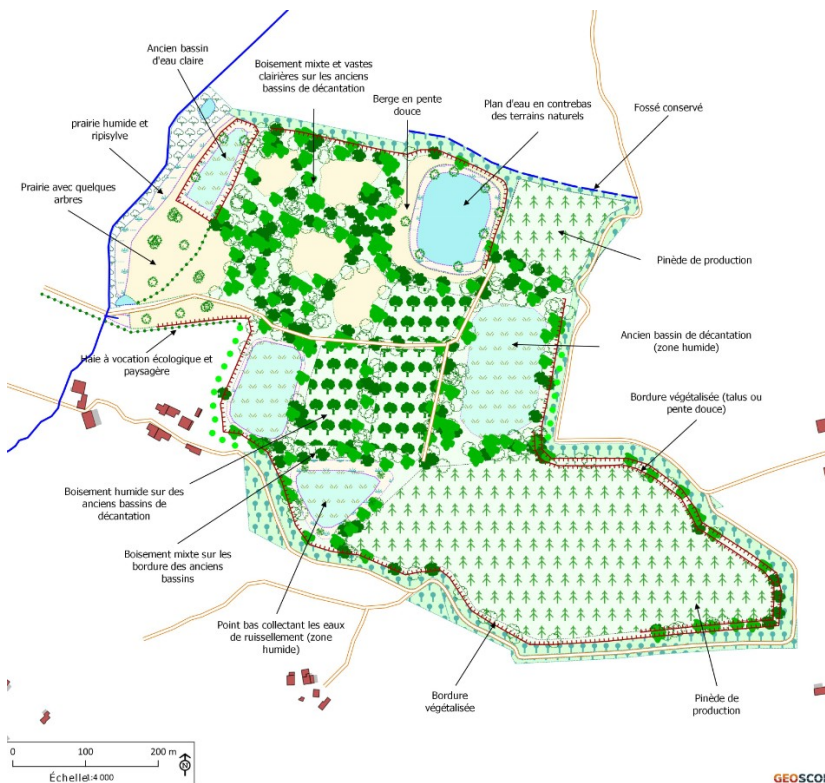 Ancien bassin
d'eau claire
Boisement mixte et vastes
clairières sur les anciens
bassins de décantation
Berge en pente
douce
Plan d'eau en contrebas
des terrains naturels
Fossé conservé
prairie humide et
ripisylve
Prairie avec quelques
arbres
Pinède de production
Haie à vocation écologique et
paysagère
Ancien bassin de décantation
(zone humide)
Bordure végétalisée (talus ou
pente douce)
Boisement humide sur des
anciens bassins de
décantation
Boisement mixte sur les
bordure des anciens
bassins
Point bas collectant les eaux
de ruissellement (zone
humide)
Bordure
végétalisée
Pinède de
production
0 100 200 m
Échelle1:4 000
N
GEOSCOP